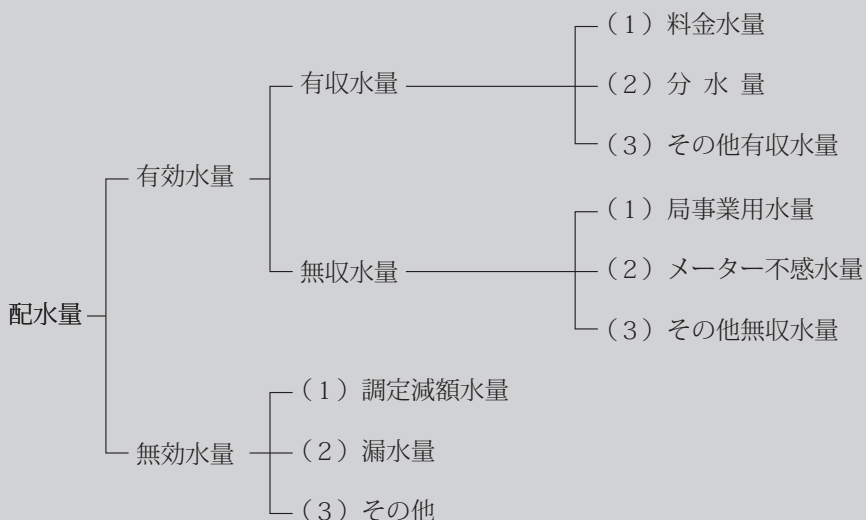 （1）料金水量
有収水量
（2）分 水 量
（3）その他有収水量
有効水量
（1）局事業用水量
無収水量
（2）メーター不感水量
配水量
（3）その他無収水量
（1）調定減額水量
無効水量
（2）漏水量
（3）その他